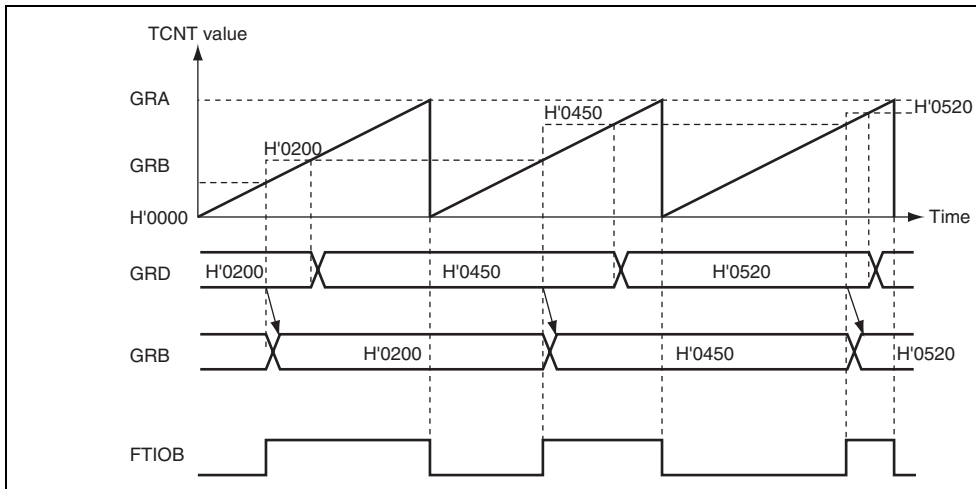 TCNT value
GRA
H'0520
H'0450
H'0200
GRB
H'0000
Time
GRD
H'0200
H'0450
H'0520
GRB
H'0200
H'0450
H'0520
FTIOB